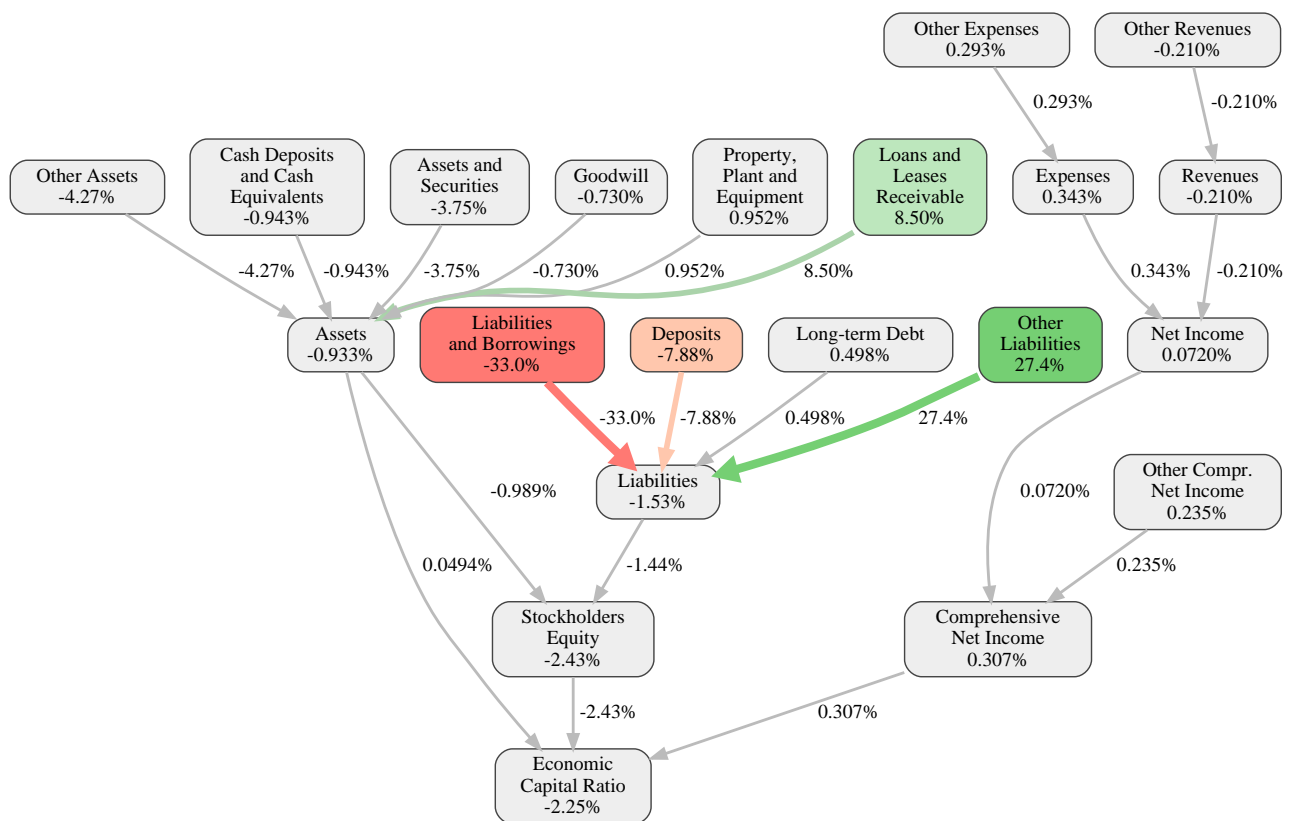 Other Expenses
0.293%
Other Revenues
-0.210%
0.293%
-0.210%
Other Assets
-4.27%
Cash Deposits
and Cash
Equivalents
-0.943%
Assets and
Securities
-3.75%
Goodwill
-0.730%
Property,
Plant and
Equipment
0.952%
Loans and
Leases
Receivable
8.50%
Expenses
0.343%
Revenues
-0.210%
-4.27%
-0.943%
-3.75%
-0.730%
0.952%
8.50%
0.343%
-0.210%
Assets
-0.933%
Liabilities
and Borrowings
-33.0%
Deposits
-7.88%
Long-term Debt
0.498%
Other
Liabilities
27.4%
Net Income
0.0720%
-33.0%
-7.88%
0.498%
27.4%
-0.989%
Liabilities
-1.53%
0.0720%
Other Compr.
Net Income
0.235%
0.0494%
-1.44%
0.235%
Stockholders
Equity
-2.43%
Comprehensive
Net Income
0.307%
-2.43%
0.307%
Economic
Capital Ratio
-2.25%